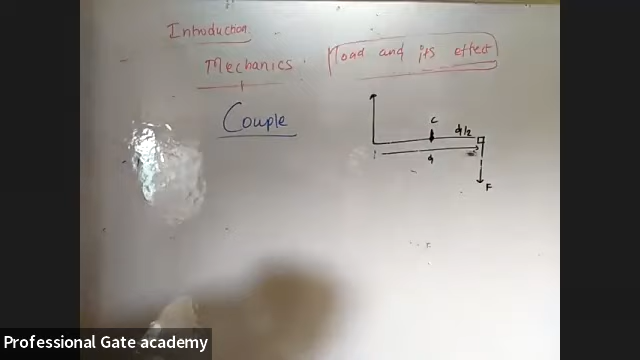 Introduction
Mechanics
load and its effect
Couple
C
d/2
d
F
Professional Gate academy